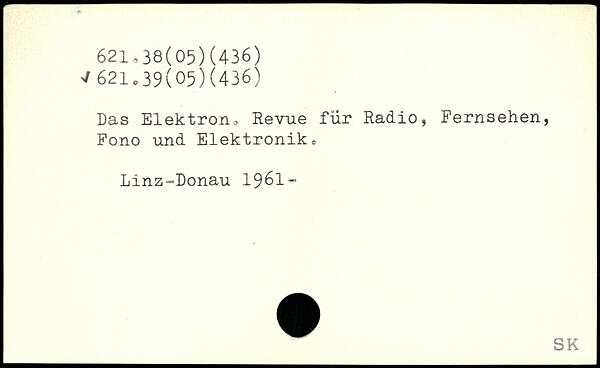 621.38(05)(436)
✓ 621.39(05)(436)
Das Elektron. Revue für Radio, Fernsehen,
Fono und Elektronik.
Linz-Donau 1961-
SK